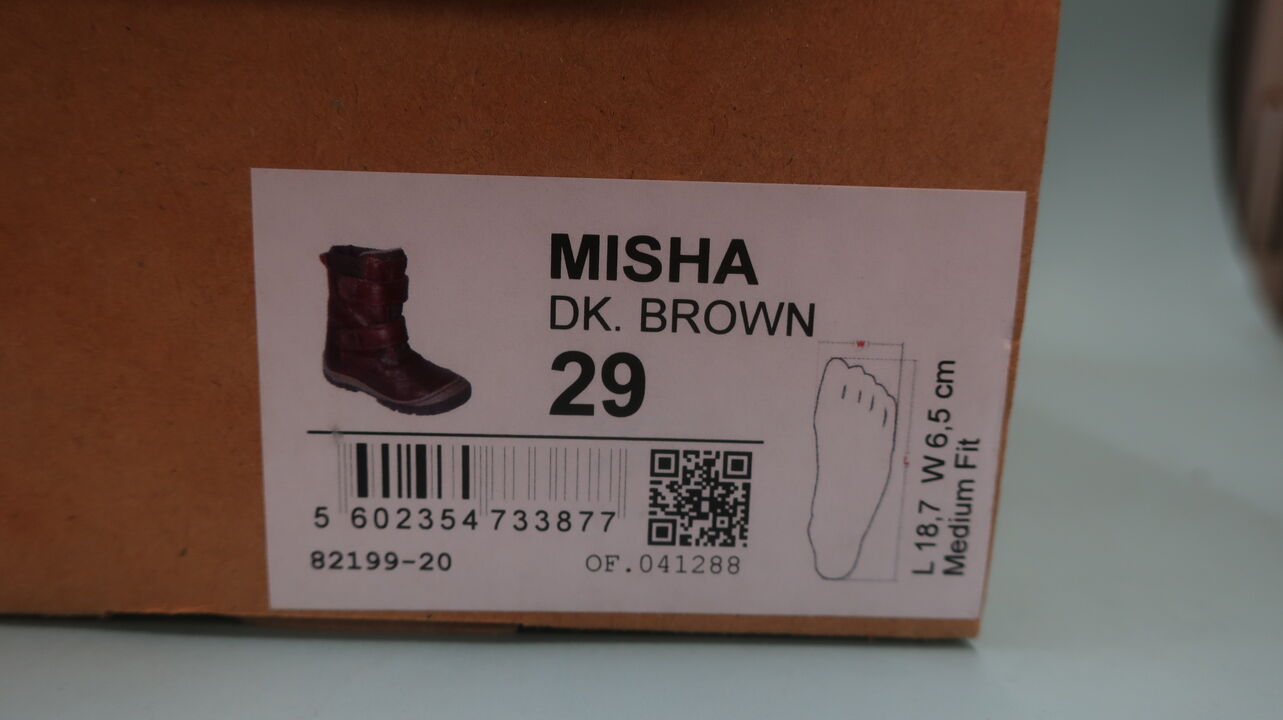 MISHA
DK. BROWN
29
5 602354 733877
82199-20
OF.041288
W
L 18,7 W 6,5 cm
Medium Fit